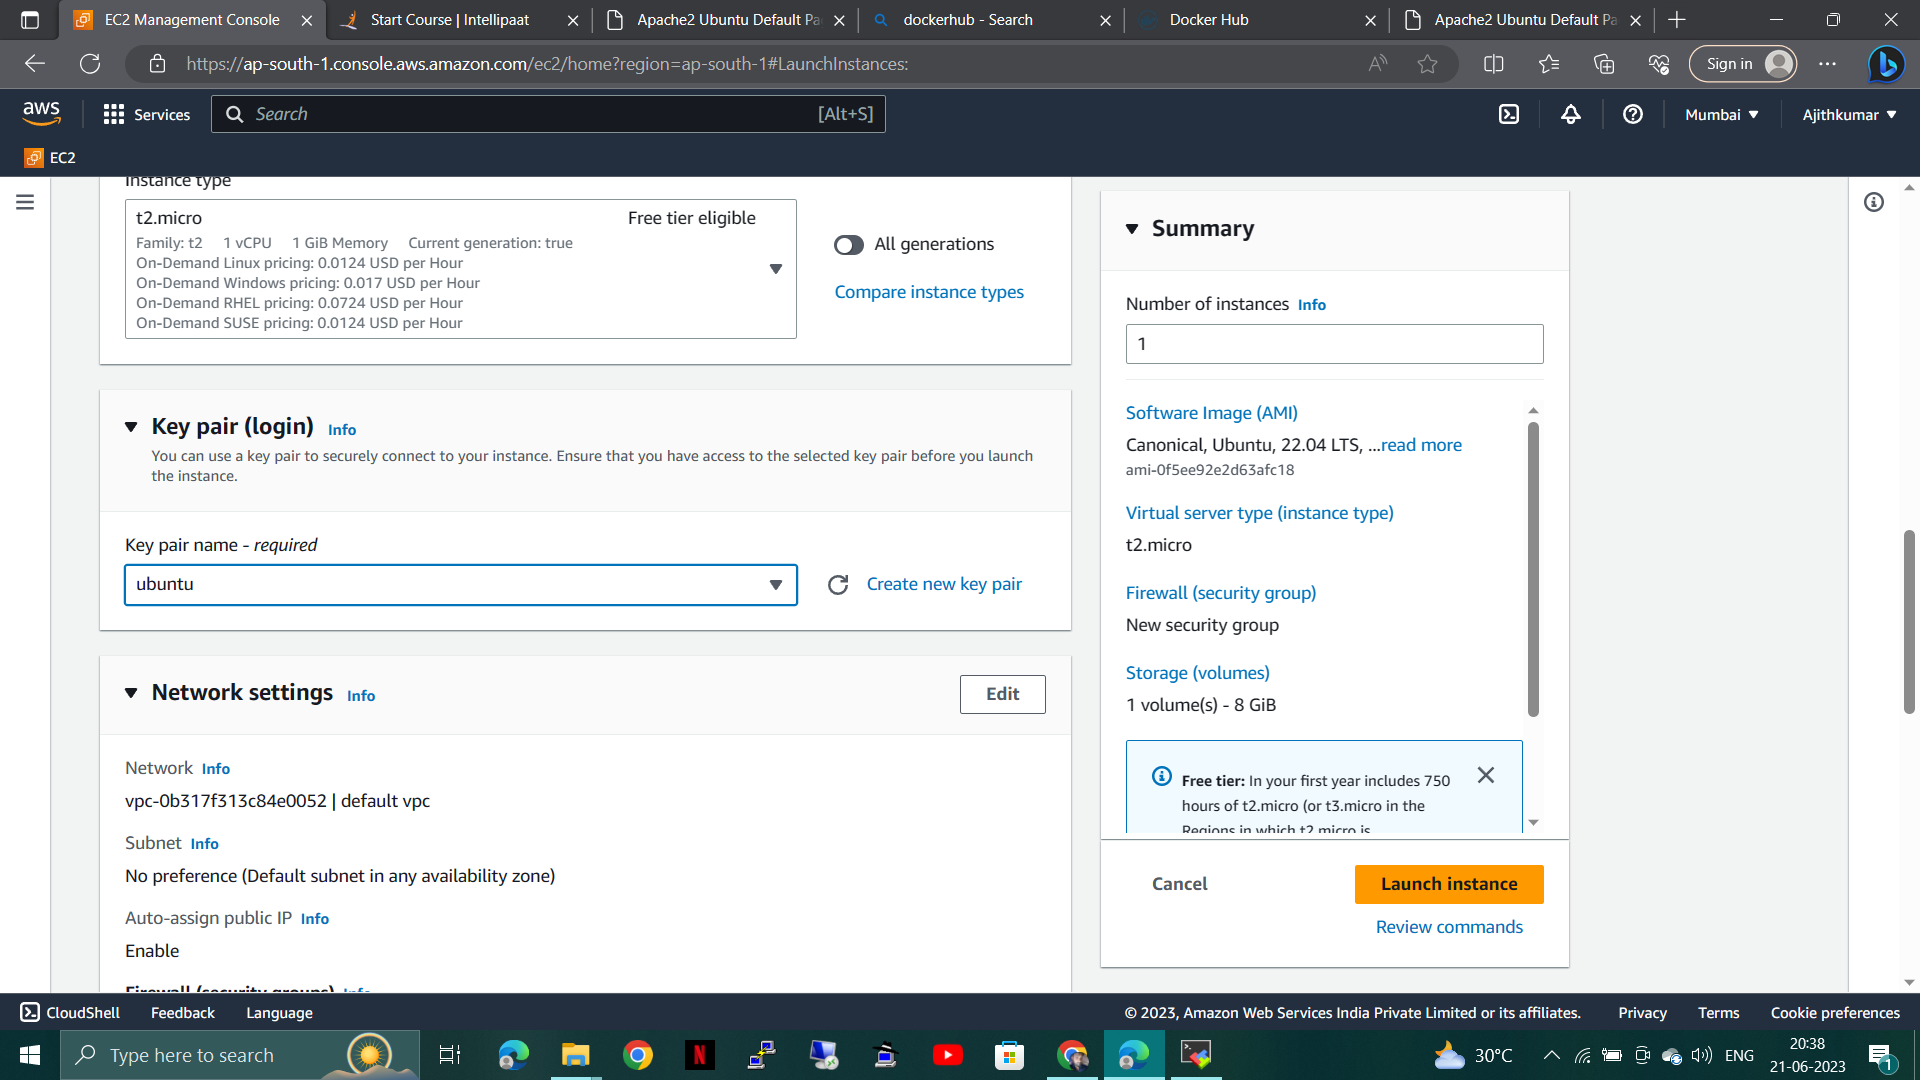 EC2 Management Console
Start Course | Intellipaat
Apache2 Ubuntu Default Pa
dockerhub - Search
Docker Hub
Apache2 Ubuntu Default Pa
https://ap-south-1.console.aws.amazon.com/ec2/home?region=ap-south-1#LaunchInstances:
Sign in
aws
Services
Search
[Alt+S]
Mumbai
Ajithkumar
EC2
Instance type
t2.micro
Free tier eligible
Family: t2 1 vCPU 1 GiB Memory Current generation: true
On-Demand Linux pricing: 0.0124 USD per Hour
On-Demand Windows pricing: 0.017 USD per Hour
On-Demand RHEL pricing: 0.0724 USD per Hour
On-Demand SUSE pricing: 0.0124 USD per Hour
All generations
Compare instance types
Key pair (login) Info
You can use a key pair to securely connect to your instance. Ensure that you have access to the selected key pair before you launch
the instance.
Key pair name - required
ubuntu
Create new key pair
Network settings Info
Edit
Network Info
vpc-0b317f313c84e0052 | default vpc
Subnet Info
No preference (Default subnet in any availability zone)
Auto-assign public IP Info
Enable
Firewall (security groups) Info
Summary
Number of instances Info
1
Software Image (AMI)
Canonical, Ubuntu, 22.04 LTS, ...read more
ami-0f5ee92e2d63afc18
Virtual server type (instance type)
t2.micro
Firewall (security group)
New security group
Storage (volumes)
1 volume(s) - 8 GiB
Free tier: In your first year includes 750
hours of t2.micro (or t3.micro in the
Regions in which t2.micro is
Cancel
Launch instance
Review commands
CloudShell
Feedback
Language
© 2023, Amazon Web Services India Private Limited or its affiliates.
Privacy
Terms
Cookie preferences
Type here to search
30°C
ENG
20:38
21-06-2023
1